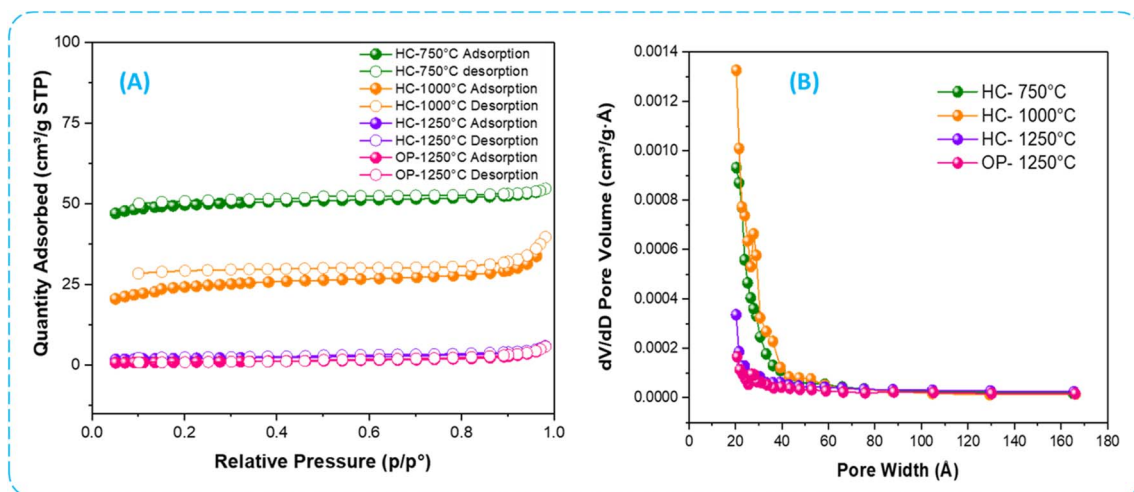 (A)
Quantity Adsorbed (cm³/g STP)
100
75
50
25
0
HC-750°C Adsorption
HC-750°C desorption
HC-1000°C Adsorption
HC-1000°C Desorption
HC-1250°C Adsorption
HC-1250°C Desorption
OP-1250°C Adsorption
OP-1250°C Desorption
0.0 0.2 0.4 0.6 0.8 1.0
Relative Pressure (p/p°)
(B)
dV/dD Pore Volume (cm³/g·Å)
0.0014
0.0012
0.0010
0.0008
0.0006
0.0004
0.0002
0.0000
HC- 750°C
HC- 1000°C
HC- 1250°C
OP- 1250°C
0 20 40 60 80 100 120 140 160 180
Pore Width (Å)